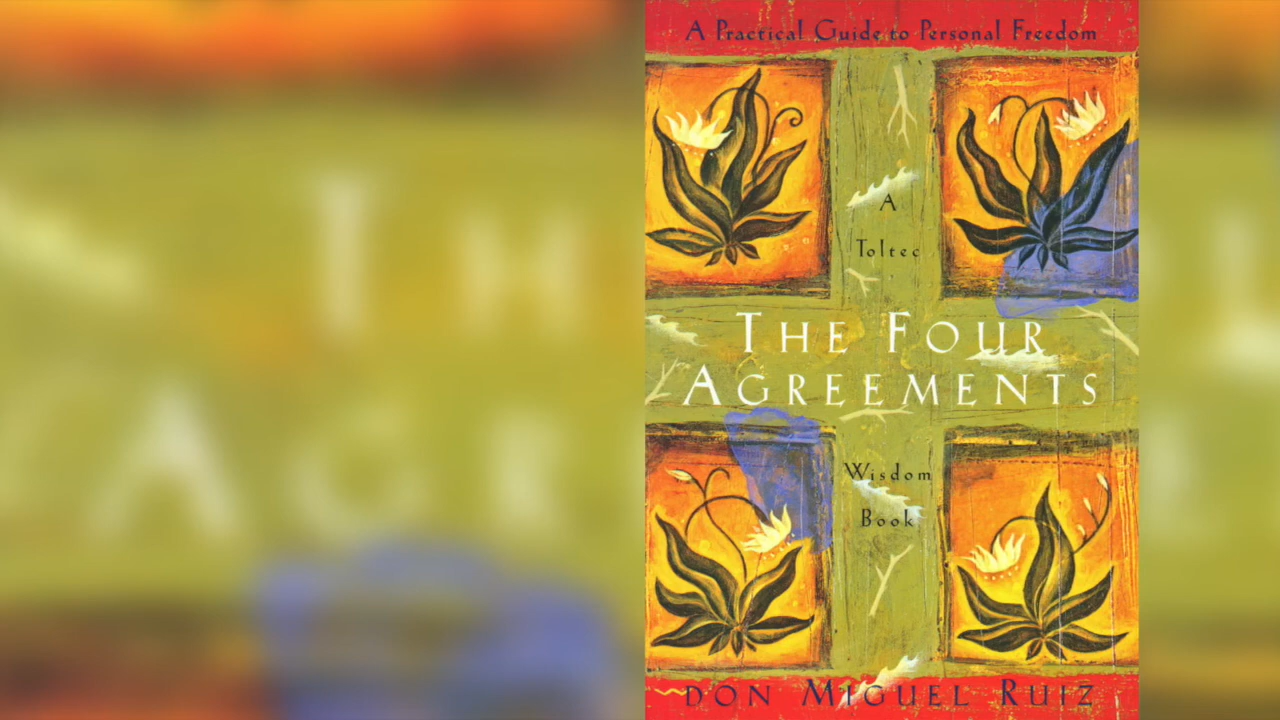 A Practical Guide to Personal Freedom
A
Toltec
THE FOUR
AGREEMENTS
Wisdom
Book
DON MIGUEL RUIZ